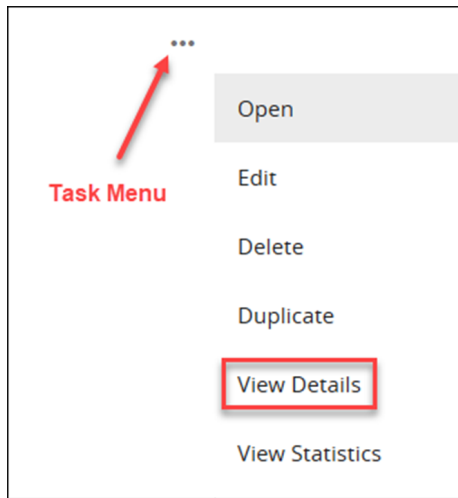 Open
Task Menu
Edit
Delete
Duplicate
View Details
View Statistics